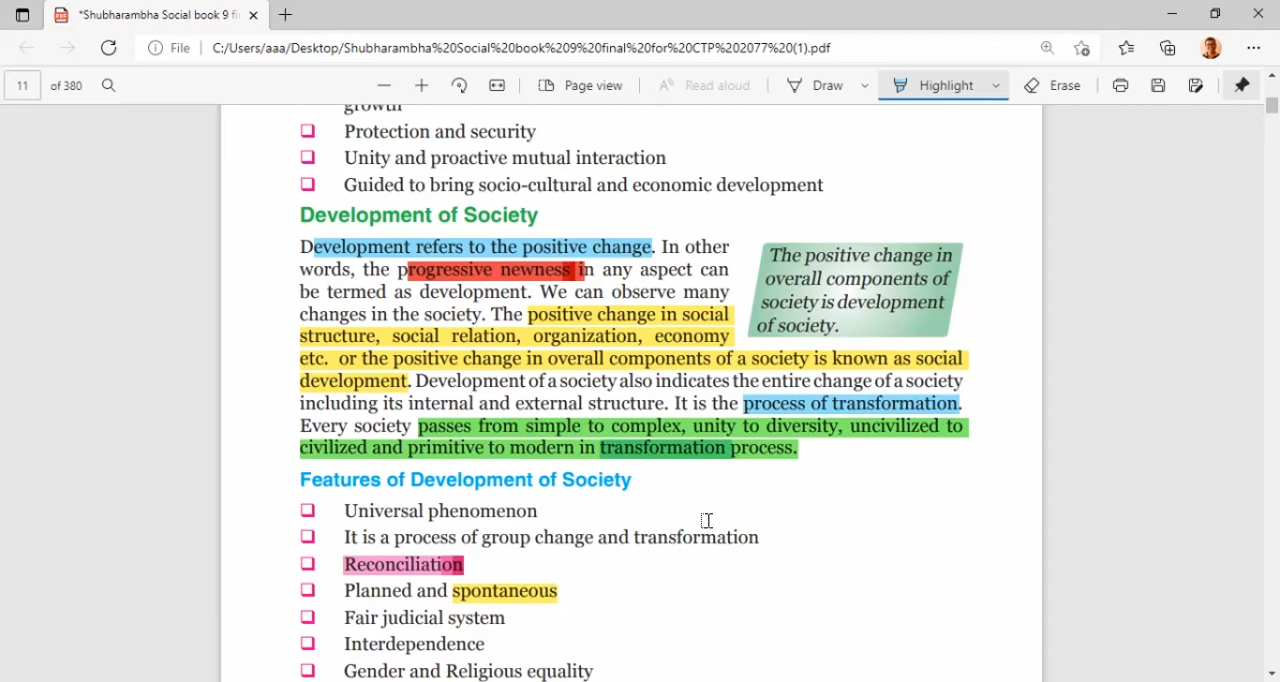 *Shubharambha Social book 9 fi
File
C:/Users/aaa/Desktop/Shubharambha%20Social%20book%209%20final%20for%20CTP%202077%20(1).pdf
11 of 380
Page view
Read aloud
Draw
Highlight
Erase
growth
Protection and security
Unity and proactive mutual interaction
Guided to bring socio-cultural and economic development
Development of Society
Development refers to the positive change. In other
words, the progressive newness in any aspect can
be termed as development. We can observe many
changes in the society. The positive change in social
structure, social relation, organization, economy
etc. or the positive change in overall components of a society is known as social
development. Development of a society also indicates the entire change of a society
including its internal and external structure. It is the process of transformation.
Every society passes from simple to complex, unity to diversity, uncivilized to
civilized and primitive to modern in transformation process.
The positive change in
overall components of
society is development
of society.
Features of Development of Society
Universal phenomenon
It is a process of group change and transformation
Reconciliation
Planned and spontaneous
Fair judicial system
Interdependence
Gender and Religious equality